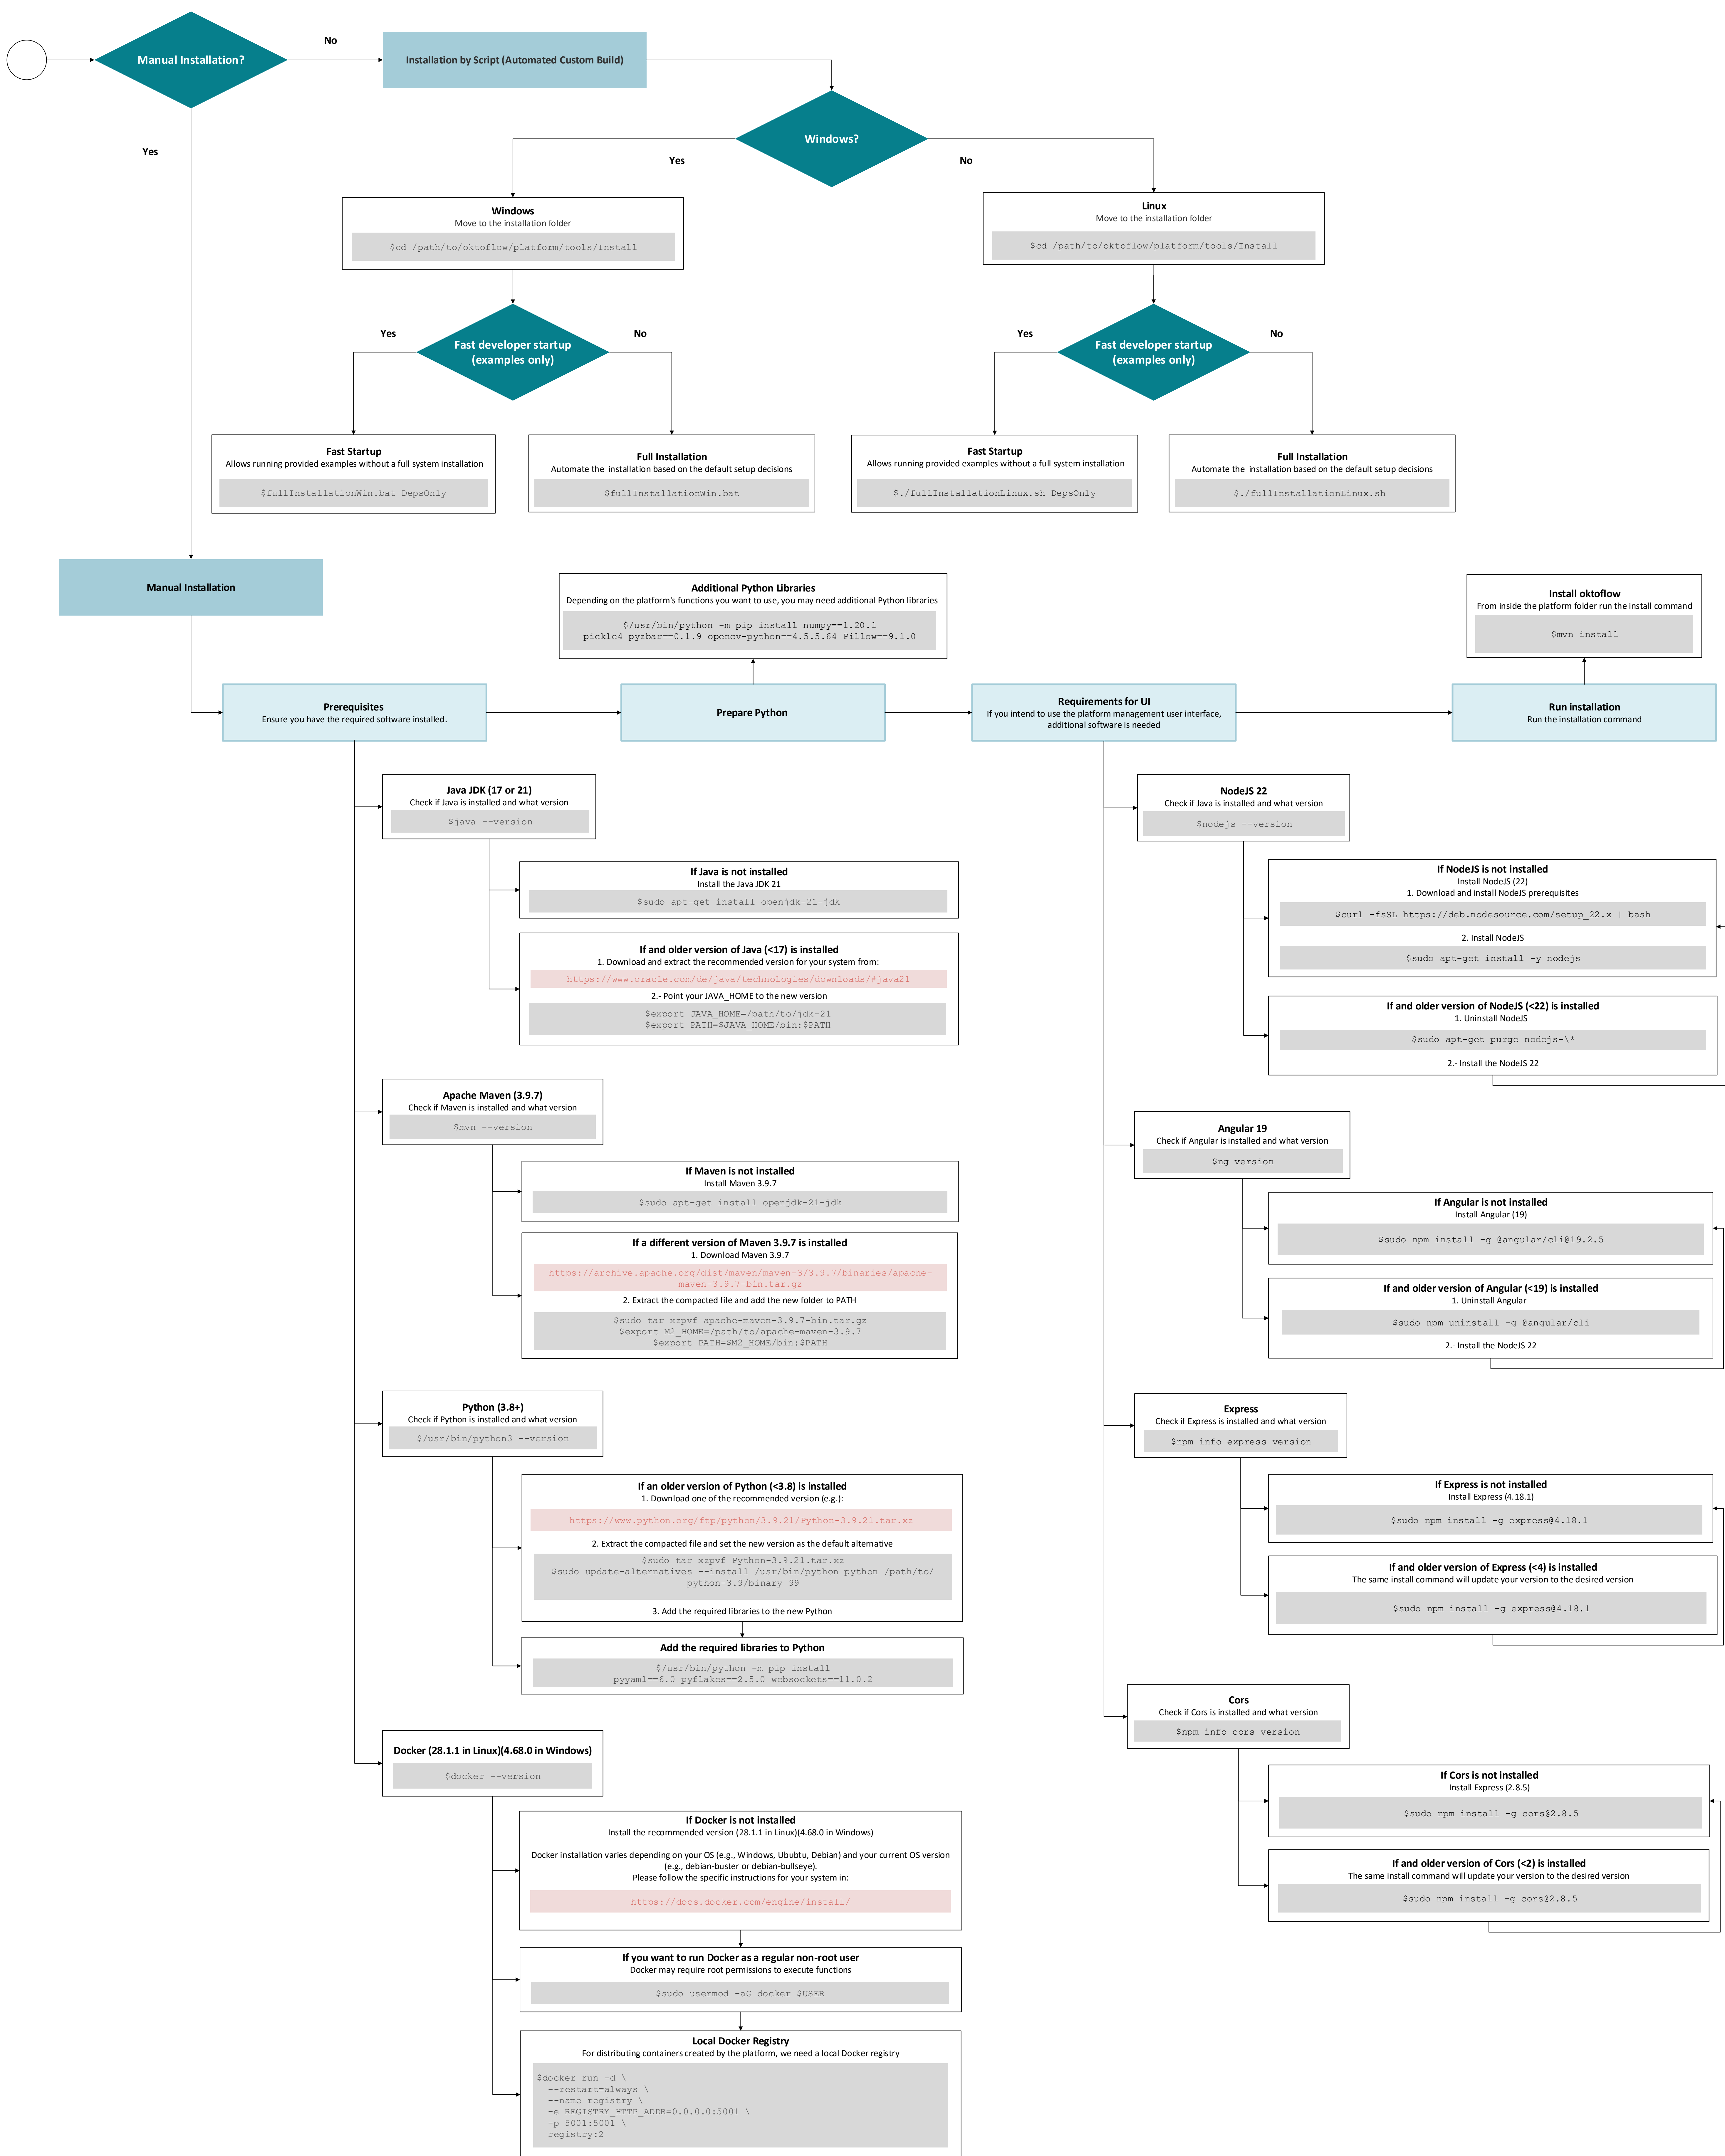 Manual Installation?
No
Installation by Script (Automated Custom Build)
Yes
Windows?
Yes
No
Windows
Move to the installation folder
$cd /path/to/oktoflow/platform/tools/Install
Linux
Move to the installation folder
$cd /path/to/oktoflow/platform/tools/Install
Yes
Fast developer startup
(examples only)
No
Yes
Fast developer startup
(examples only)
No
Fast Startup
Allows running provided examples without a full system installation
$fullInstallationWin.bat DepsOnly
Full Installation
Automate the  installation based on the default setup decisions
$fullInstallationWin.bat
Fast Startup
Allows running provided examples without a full system installation
$./fullInstallationLinux.sh DepsOnly
Full Installation
Automate the  installation based on the default setup decisions
$./fullInstallationLinux.sh
Manual Installation
Additional Python Libraries
Depending on the platform's functions you want to use, you may need additional Python libraries
$/usr/bin/python -m pip install numpy==1.20.1
pickle4 pyzbar==0.1.9 opencv-python==4.5.5.64 Pillow==9.1.0
Install oktoflow
From inside the platform folder run the install command
$mvn install
Prerequisites
Ensure you have the required software installed.
Prepare Python
Requirements for UI
If you intend to use the platform management user interface,
additional software is needed
Run installation
Run the installation command
Java JDK (17 or 21)
Check if Java is installed and what version
$java --version
If Java is not installed
Install the Java JDK 21
$sudo apt-get install openjdk-21-jdk
If and older version of Java (<17) is installed
1. Download and extract the recommended version for your system from:
https://www.oracle.com/de/java/technologies/downloads/#java21
2.- Point your JAVA_HOME to the new version
$export JAVA_HOME=/path/to/jdk-21
$export PATH=$JAVA_HOME/bin:$PATH
Apache Maven (3.9.7)
Check if Maven is installed and what version
$mvn --version
If Maven is not installed
Install Maven 3.9.7
$sudo apt-get install openjdk-21-jdk
If a different version of Maven 3.9.7 is installed
1. Download Maven 3.9.7
https://archive.apache.org/dist/maven/maven-3/3.9.7/binaries/apache-
maven-3.9.7-bin.tar.gz
2. Extract the compacted file and add the new folder to PATH
$sudo tar xzpvf apache-maven-3.9.7-bin.tar.gz
$export M2_HOME=/path/to/apache-maven-3.9.7
$export PATH=$M2_HOME/bin:$PATH
Python (3.8+)
Check if Python is installed and what version
$/usr/bin/python3 --version
If an older version of Python (<3.8) is installed
1. Download one of the recommended version (e.g.):
https://www.python.org/ftp/python/3.9.21/Python-3.9.21.tar.xz
2. Extract the compacted file and set the new version as the default alternative
$sudo tar xzpvf Python-3.9.21.tar.xz
$sudo update-alternatives --install /usr/bin/python python /path/to/
python-3.9/binary 99
3. Add the required libraries to the new Python
Add the required libraries to Python
$/usr/bin/python -m pip install
pyyaml==6.0 pyflakes==2.5.0 websockets==11.0.2
Docker (28.1.1 in Linux)(4.68.0 in Windows)
$docker --version
If Docker is not installed
Install the recommended version (28.1.1 in Linux)(4.68.0 in Windows)
Docker installation varies depending on your OS (e.g., Windows, Ububtu, Debian) and your current OS version
(e.g., debian-buster or debian-bullseye).
Please follow the specific instructions for your system in:
https://docs.docker.com/engine/install/
If you want to run Docker as a regular non-root user
Docker may require root permissions to execute functions
$sudo usermod -aG docker $USER
Local Docker Registry
For distributing containers created by the platform, we need a local Docker registry
$docker run -d \
--restart=always \
--name registry \
-e REGISTRY_HTTP_ADDR=0.0.0.0:5001 \
-p 5001:5001 \
registry:2
NodeJS 22
Check if Java is installed and what version
$nodejs --version
If NodeJS is not installed
Install NodeJS (22)
1. Download and install NodeJS prerequisites
$curl -fsSL https://deb.nodesource.com/setup_22.x | bash
2. Install NodeJS
$sudo apt-get install -y nodejs
If and older version of NodeJS (<22) is installed
1. Uninstall NodeJS
$sudo apt-get purge nodejs-\*
2.- Install the NodeJS 22
Angular 19
Check if Angular is installed and what version
$ng version
If Angular is not installed
Install Angular (19)
$sudo npm install -g @angular/cli@19.2.5
If and older version of Angular (<19) is installed
1. Uninstall Angular
$sudo npm uninstall -g @angular/cli
2.- Install the NodeJS 22
Express
Check if Express is installed and what version
$npm info express version
If Express is not installed
Install Express (4.18.1)
$sudo npm install -g express@4.18.1
If and older version of Express (<4) is installed
The same install command will update your version to the desired version
$sudo npm install -g express@4.18.1
Cors
Check if Cors is installed and what version
$npm info cors version
If Cors is not installed
Install Express (2.8.5)
$sudo npm install -g cors@2.8.5
If and older version of Cors (<2) is installed
The same install command will update your version to the desired version
$sudo npm install -g cors@2.8.5